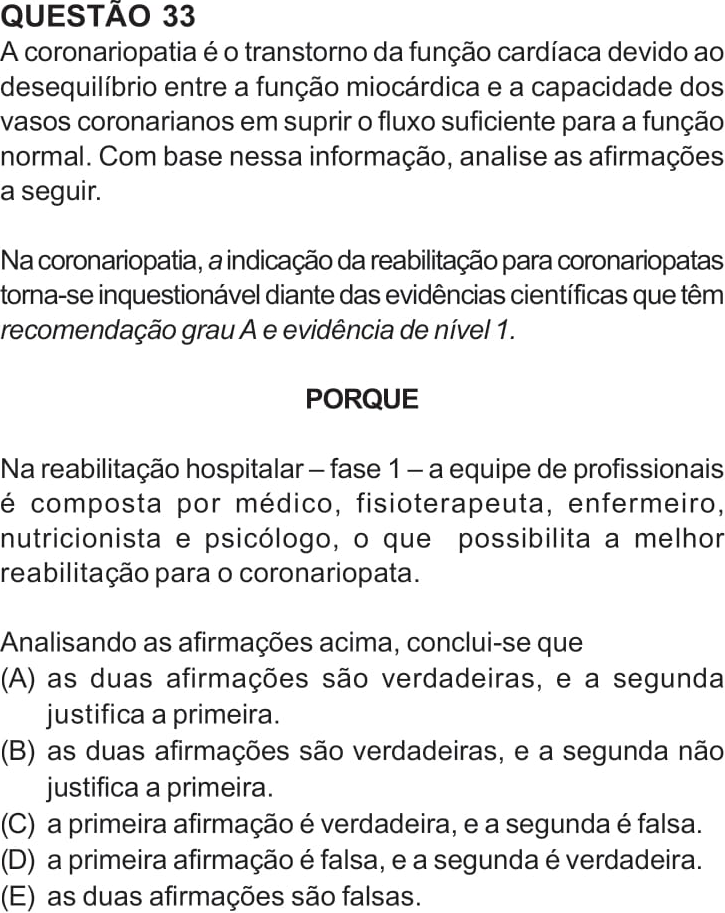 QUESTÃO 33
A coronariopatia é o transtorno da função cardíaca devido ao
desequilíbrio entre a função miocárdica e a capacidade dos
vasos coronarianos em suprir o fluxo suficiente para a função
normal. Com base nessa informação, analise as afirmações
a seguir.
Na coronariopatia, a indicação da reabilitação para coronariopatas
torna-se inquestionável diante das evidências científicas que têm
recomendação grau A e evidência de nível 1.
PORQUE
Na reabilitação hospitalar – fase 1 – a equipe de profissionais
é composta por médico, fisioterapeuta, enfermeiro,
nutricionista e psicólogo, o que possibilita a melhor
reabilitação para o coronariopata.
Analisando as afirmações acima, conclui-se que
(A) as duas afirmações são verdadeiras, e a segunda
justifica a primeira.
(B) as duas afirmações são verdadeiras, e a segunda não
justifica a primeira.
(C) a primeira afirmação é verdadeira, e a segunda é falsa.
(D) a primeira afirmação é falsa, e a segunda é verdadeira.
(E) as duas afirmações são falsas.